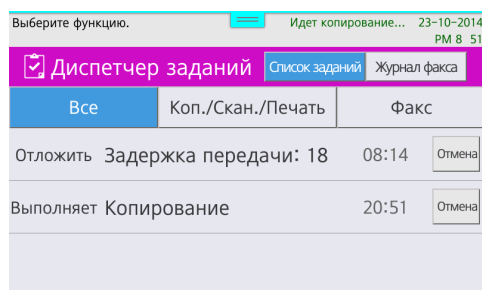 Выберите функцию. Идет копирование... 23-10-2014
PM 8 51
Диспетчер заданий Список заданий Журнал факса
Все Коп./Скан./Печать Факс
Отложить Задержка передачи: 18 08:14 Отмена
Выполняет Копирование 20:51 Отмена